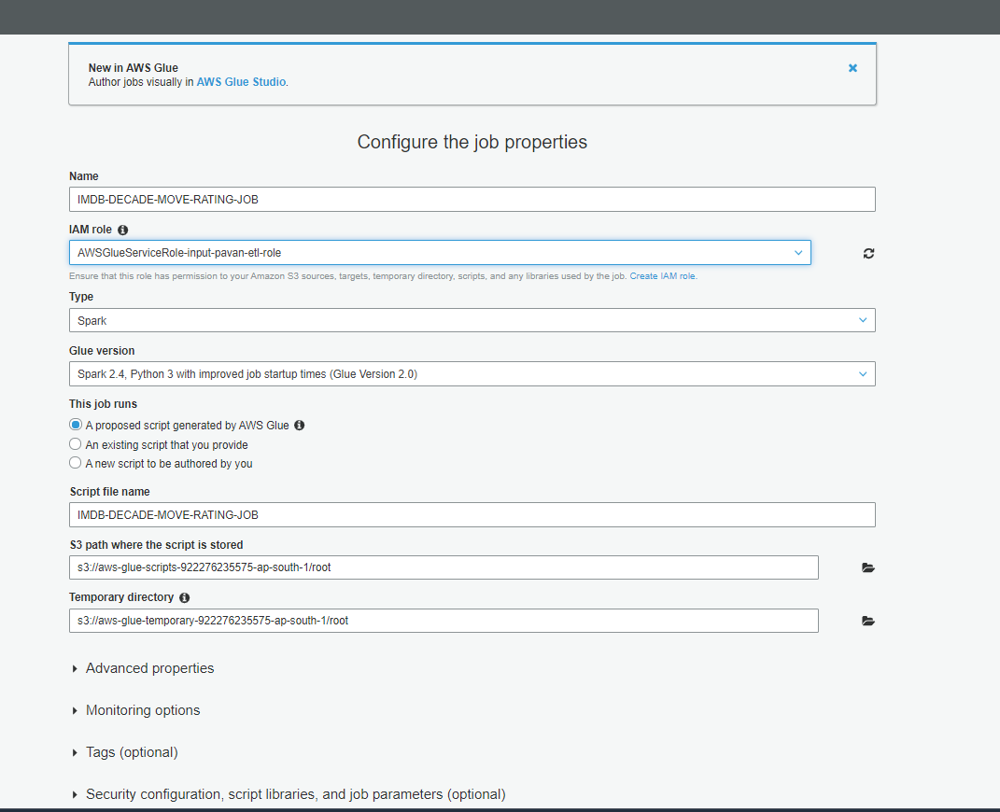 New in AWS Glue
Author jobs visually in AWS Glue Studio.
Configure the job properties
Name
IMDB-DECADE-MOVE-RATING-JOB
IAM role
AWSGlueServiceRole-input-pavan-etl-role
Ensure that this role has permission to your Amazon S3 sources, targets, temporary directory, scripts, and any libraries used by the job. Create IAM role.
Type
Spark
Glue version
Spark 2.4, Python 3 with improved job startup times (Glue Version 2.0)
This job runs
A proposed script generated by AWS Glue
An existing script that you provide
A new script to be authored by you
Script file name
IMDB-DECADE-MOVE-RATING-JOB
S3 path where the script is stored
s3://aws-glue-scripts-922276235575-ap-south-1/root
Temporary directory
s3://aws-glue-temporary-922276235575-ap-south-1/root
Advanced properties
Monitoring options
Tags (optional)
Security configuration, script libraries, and job parameters (optional)